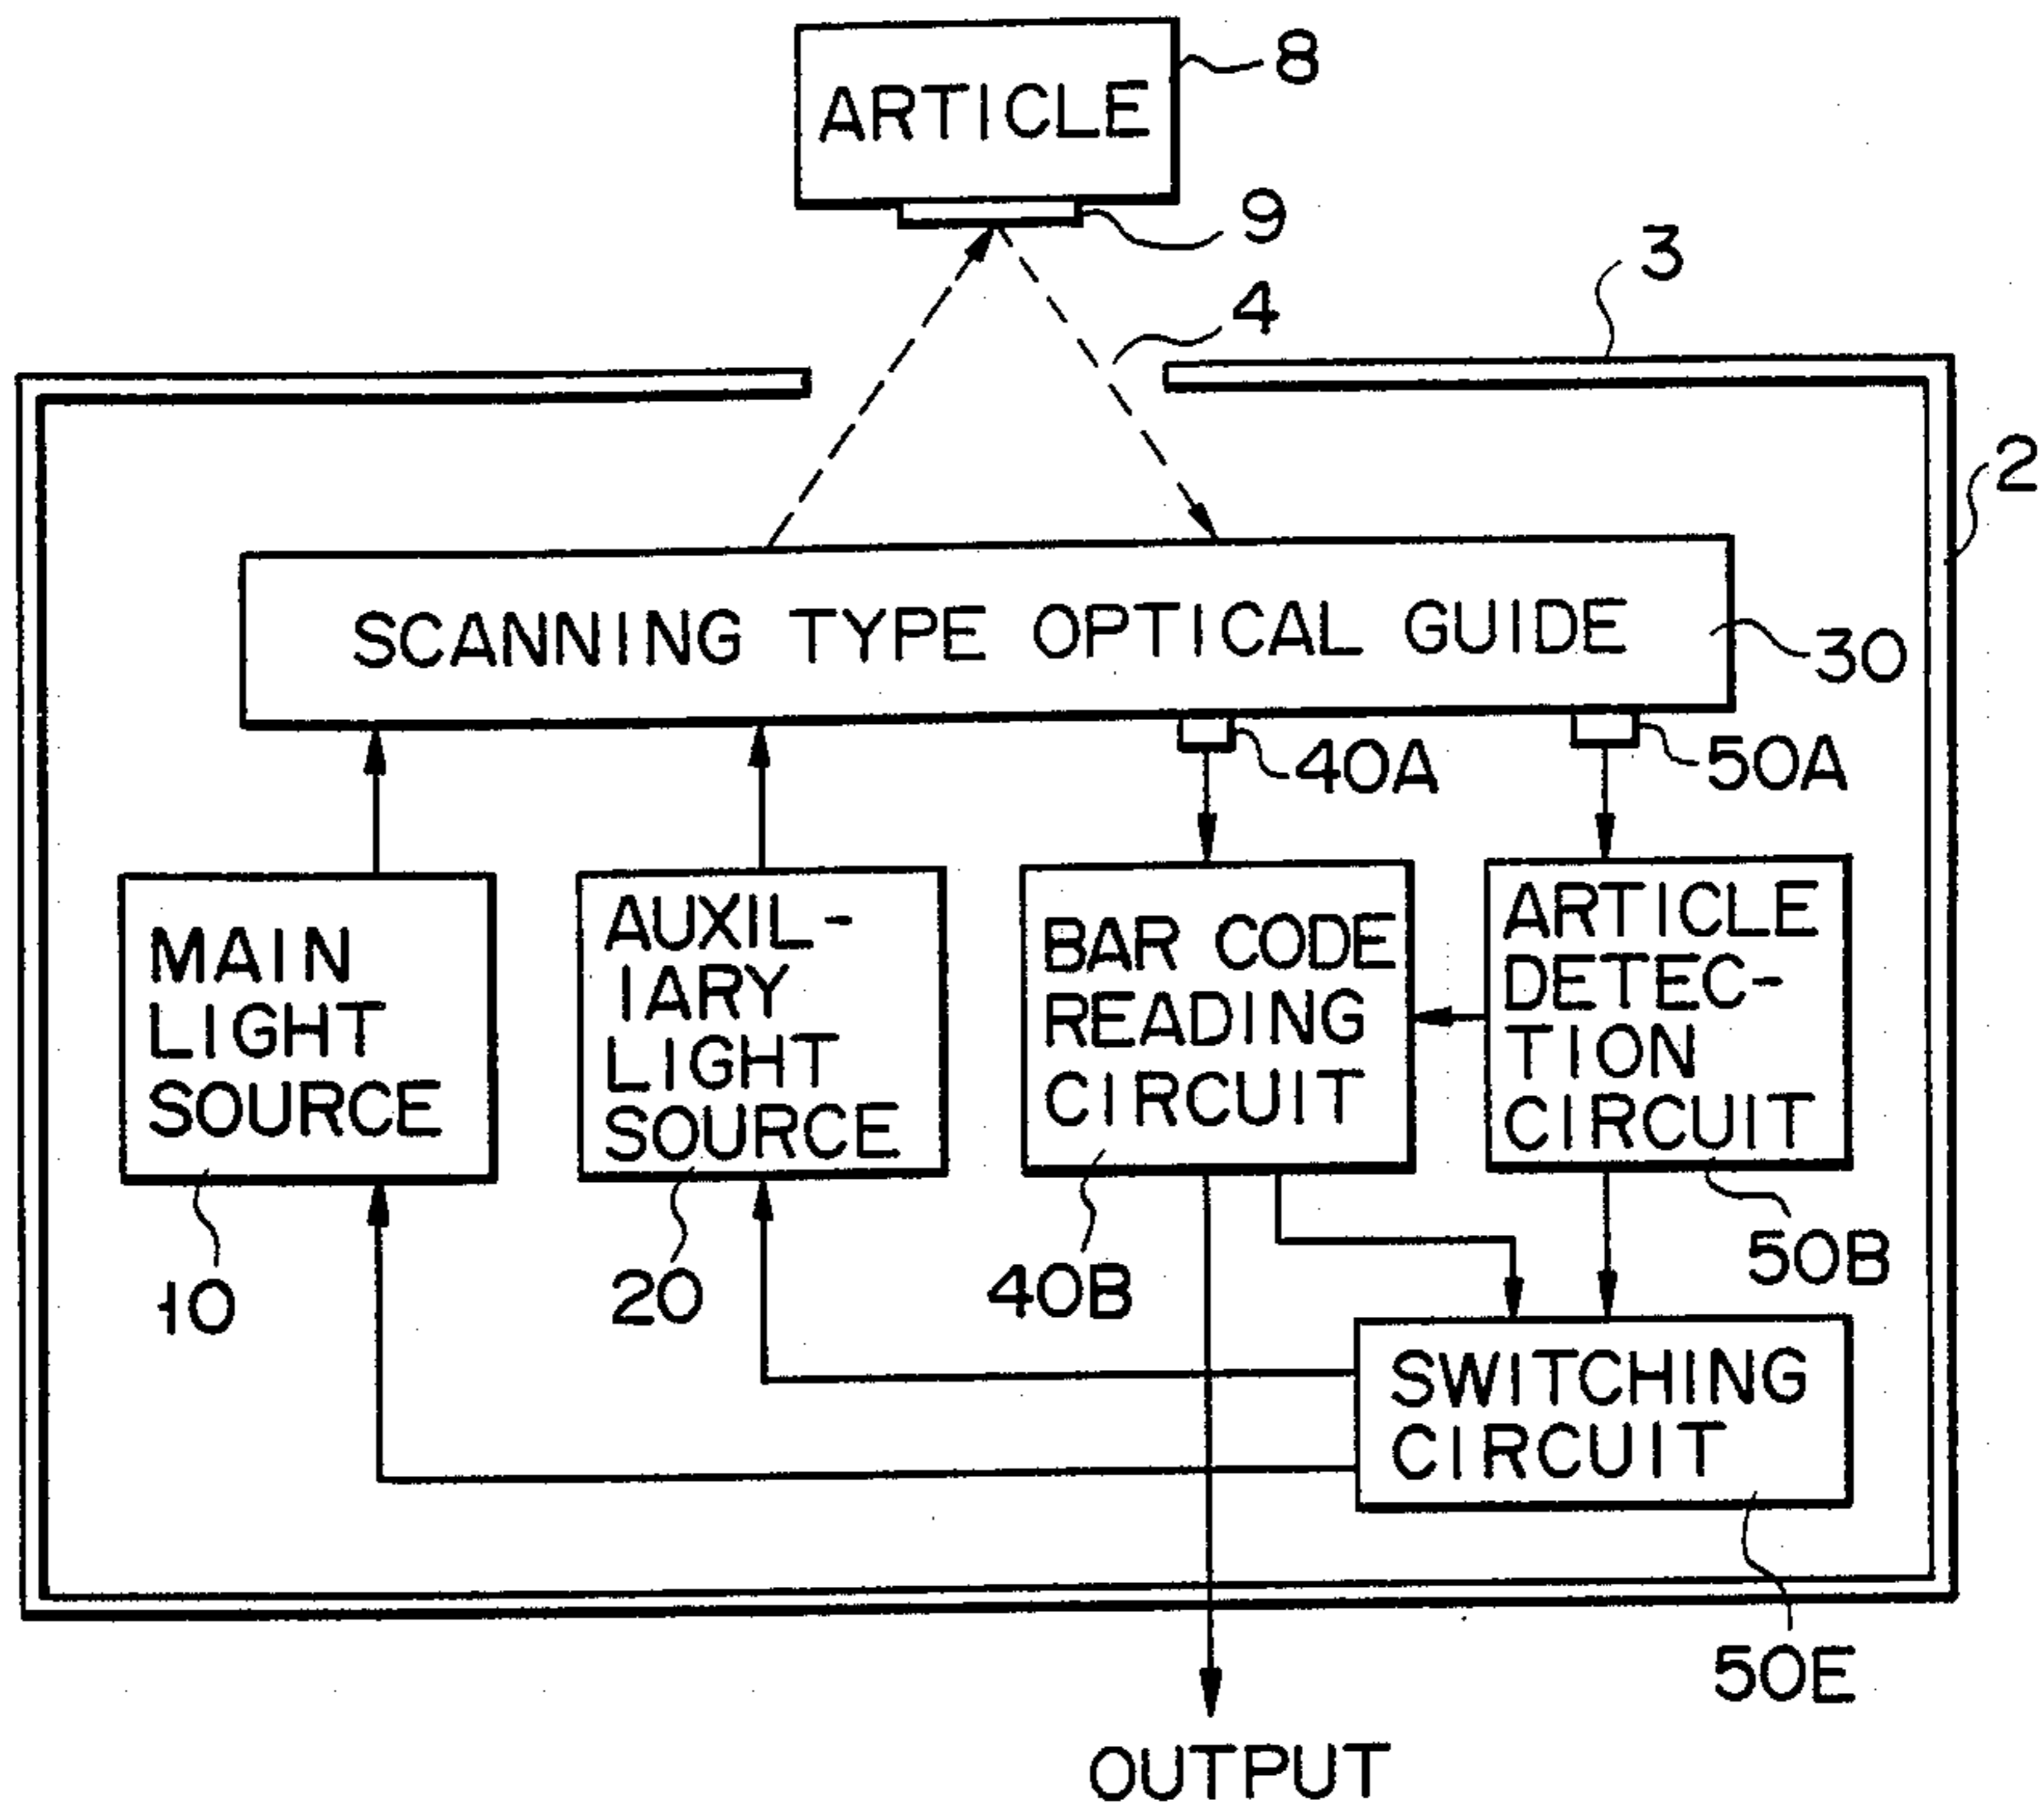 ARTICLE
8
9
3
4
2
SCANNING TYPE OPTICAL GUIDE
30
40A
50A
MAIN
LIGHT
SOURCE
AUXIL-
IARY
LIGHT
SOURCE
BAR CODE
READING
CIRCUIT
ARTICLE
DETEC-
TION
CIRCUIT
10
20
40B
50B
SWITCHING
CIRCUIT
50E
OUTPUT